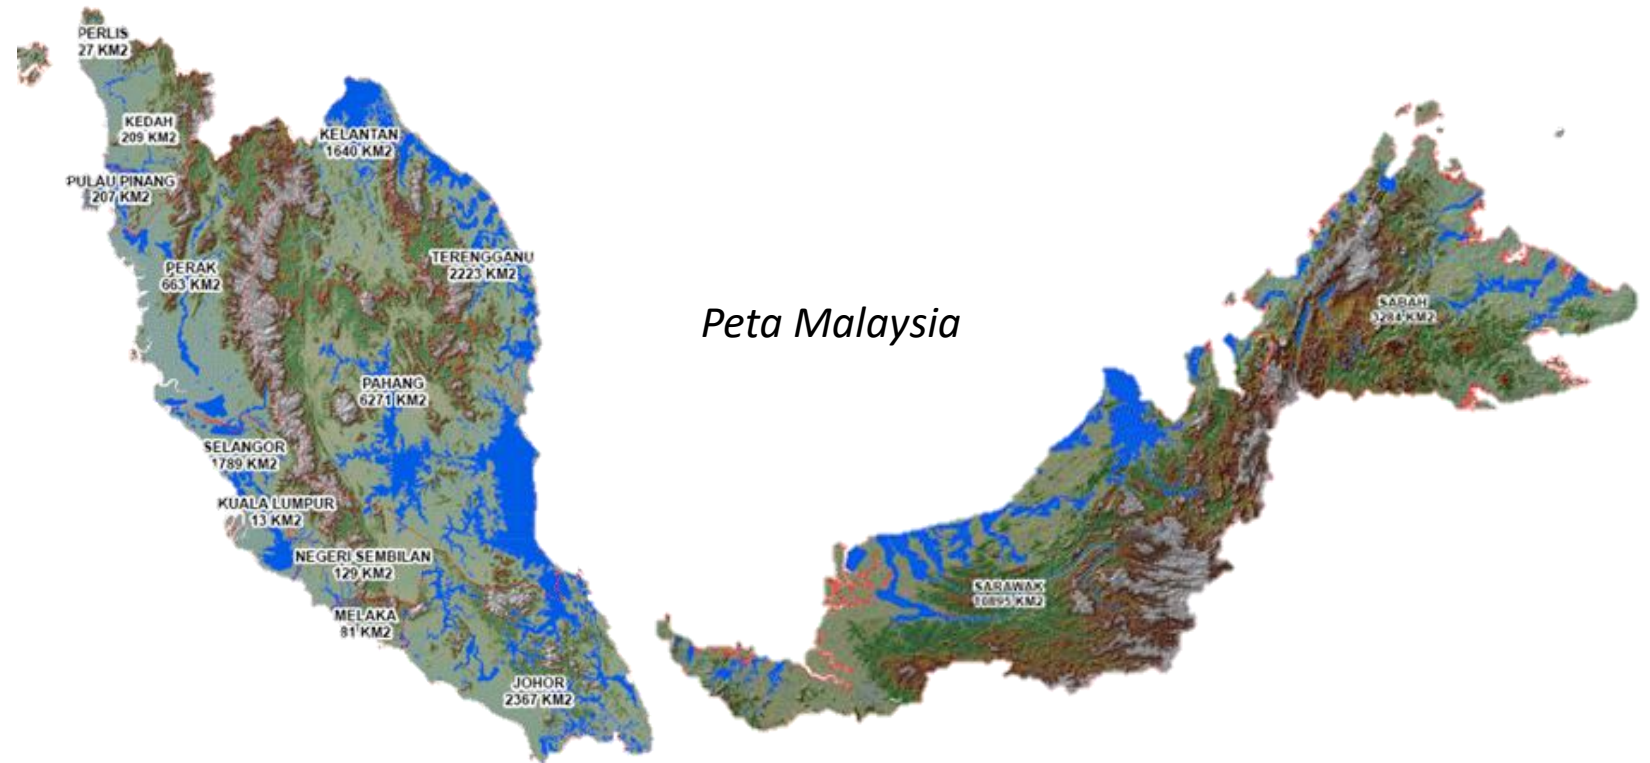 PERLIS
27 KM2
KEDAH
209 KM2
PULAU PINANG
207 KM2
KELANTAN
1640 KM2
TERENGGANU
2223 KM2
PERAK
663 KM2
PAHANG
6271 KM2
SELANGOR
1789 KM2
KUALA LUMPUR
13 KM2
NEGERI SEMBILAN
129 KM2
MELAKA
81 KM2
JOHOR
2367 KM2
Peta Malaysia
SABAH
3284 KM2
SARAWAK
10895 KM2